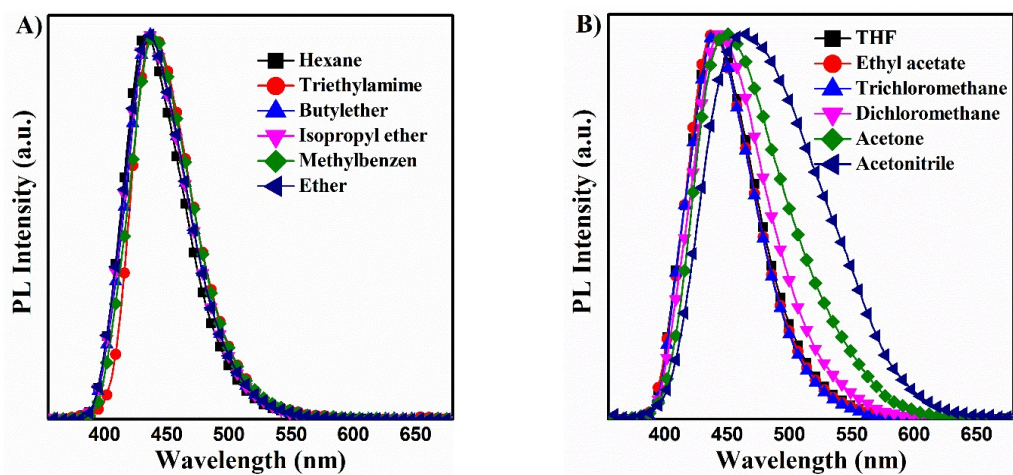 A)
Hexane
Triethylamime
Butylether
Isopropyl ether
Methylbenzen
Ether
PL Intensity (a.u.)
400 450 500 550 600 650
Wavelength (nm)
B)
THF
Ethyl acetate
Trichloromethane
Dichloromethane
Acetone
Acetonitrile
PL Intensity (a.u.)
400 450 500 550 600 650
Wavelength (nm)